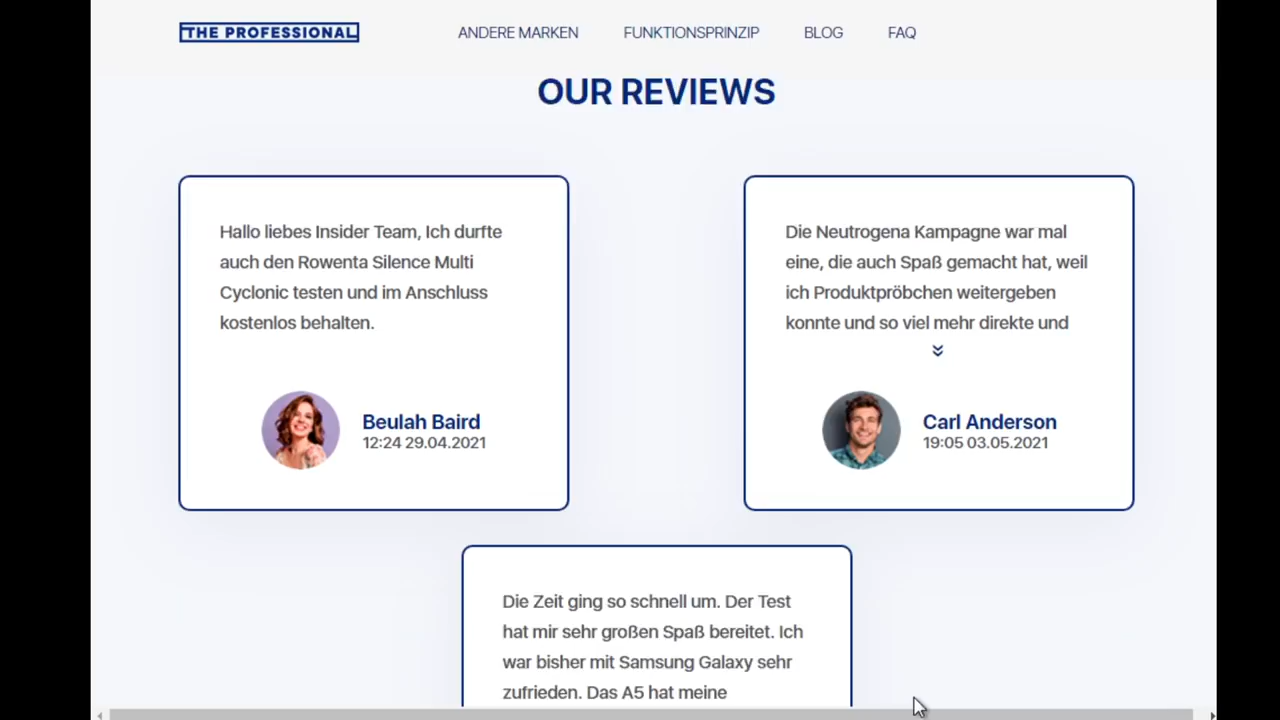 THE PROFESSIONAL
ANDERE MARKEN
FUNKTIONSPRINZIP
BLOG
FAQ
OUR REVIEWS
Hallo liebes Insider Team, Ich durfte
auch den Rowenta Silence Multi
Cyclonic testen und im Anschluss
kostenlos behalten.
Beulah Baird
12:24 29.04.2021
Die Neutrogena Kampagne war mal
eine, die auch Spaß gemacht hat, weil
ich Produktpröbchen weitergeben
konnte und so viel mehr direkte und
Carl Anderson
19:05 03.05.2021
Die Zeit ging so schnell um. Der Test
hat mir sehr großen Spaß bereitet. Ich
war bisher mit Samsung Galaxy sehr
zufrieden. Das A5 hat meine